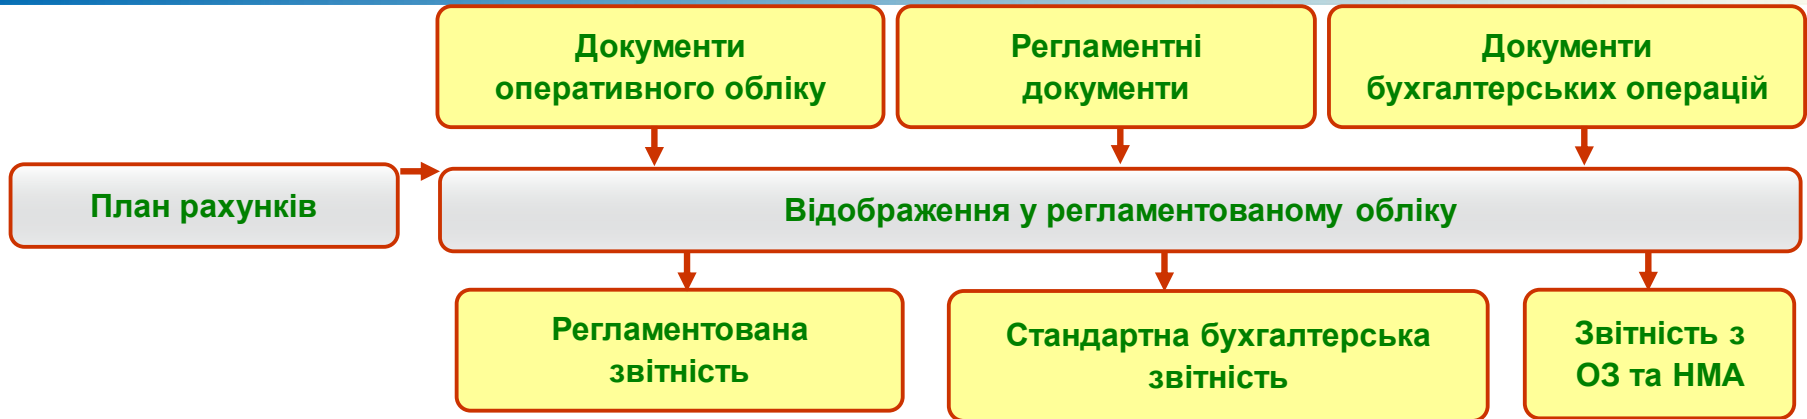 Документи
оперативного обліку
Регламентні
документи
Документи
бухгалтерських операцій
План рахунків
Відображення у регламентованому обліку
Регламентована
звітність
Стандартна бухгалтерська
звітність
Звітність з
ОЗ та НМА